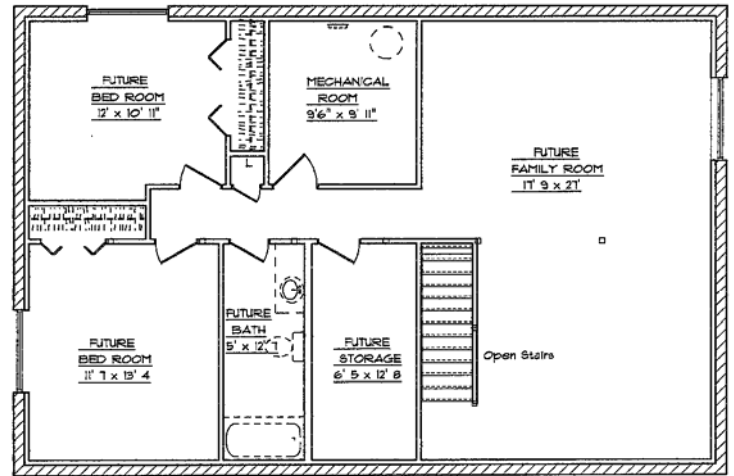 FUTURE
BED ROOM
12' x 10' 11"
MECHANICAL
ROOM
9'6" x 9' 11"
L
FUTURE
FAMILY ROOM
17' 9 x 27'
FUTURE
BED ROOM
11' 7 x 13' 4
FUTURE
BATH
5' x 12' 7
FUTURE
STORAGE
6' 5 x 12' 8
Open Stairs